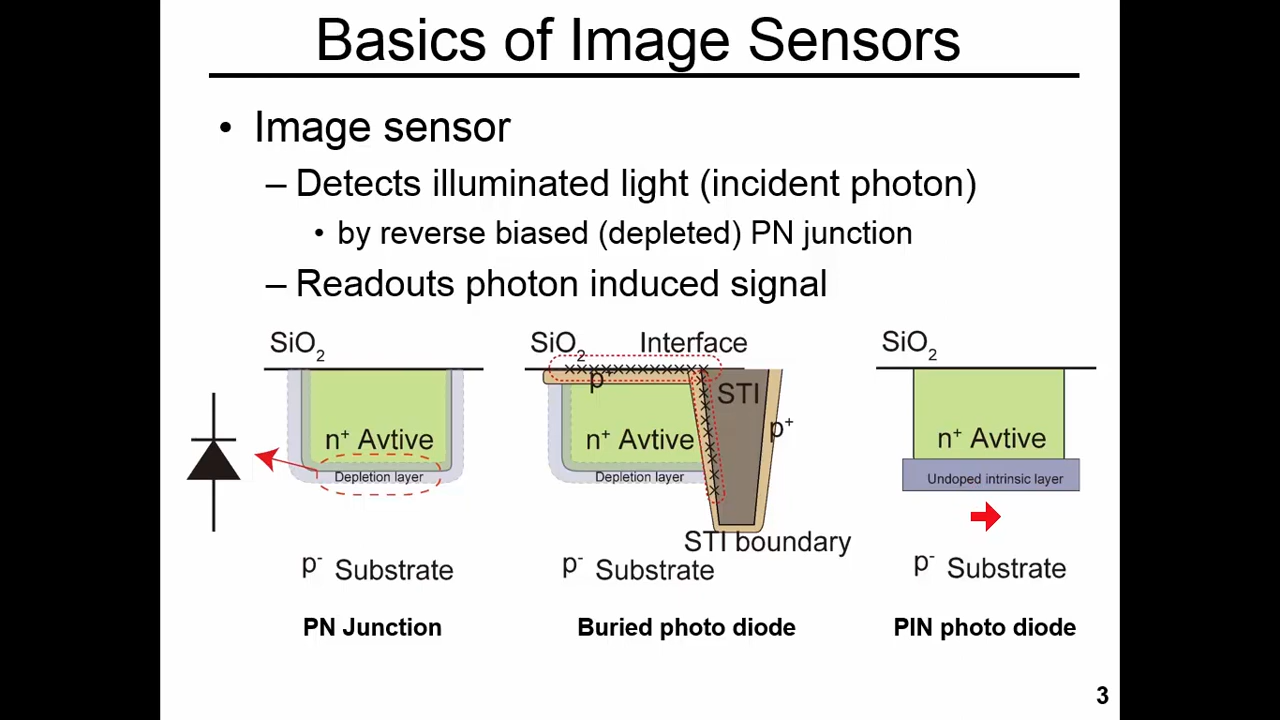 Basics of Image Sensors
• Image sensor
– Detects illuminated light (incident photon)
• by reverse biased (depleted) PN junction
– Readouts photon induced signal
SiO2
n+ Avtive
Depletion layer
p- Substrate
PN Junction
SiO2
Interface
p+
STI
n+ Avtive
p+
Depletion layer
STI boundary
p- Substrate
Buried photo diode
SiO2
n+ Avtive
Undoped intrinsic layer
p- Substrate
PIN photo diode
3